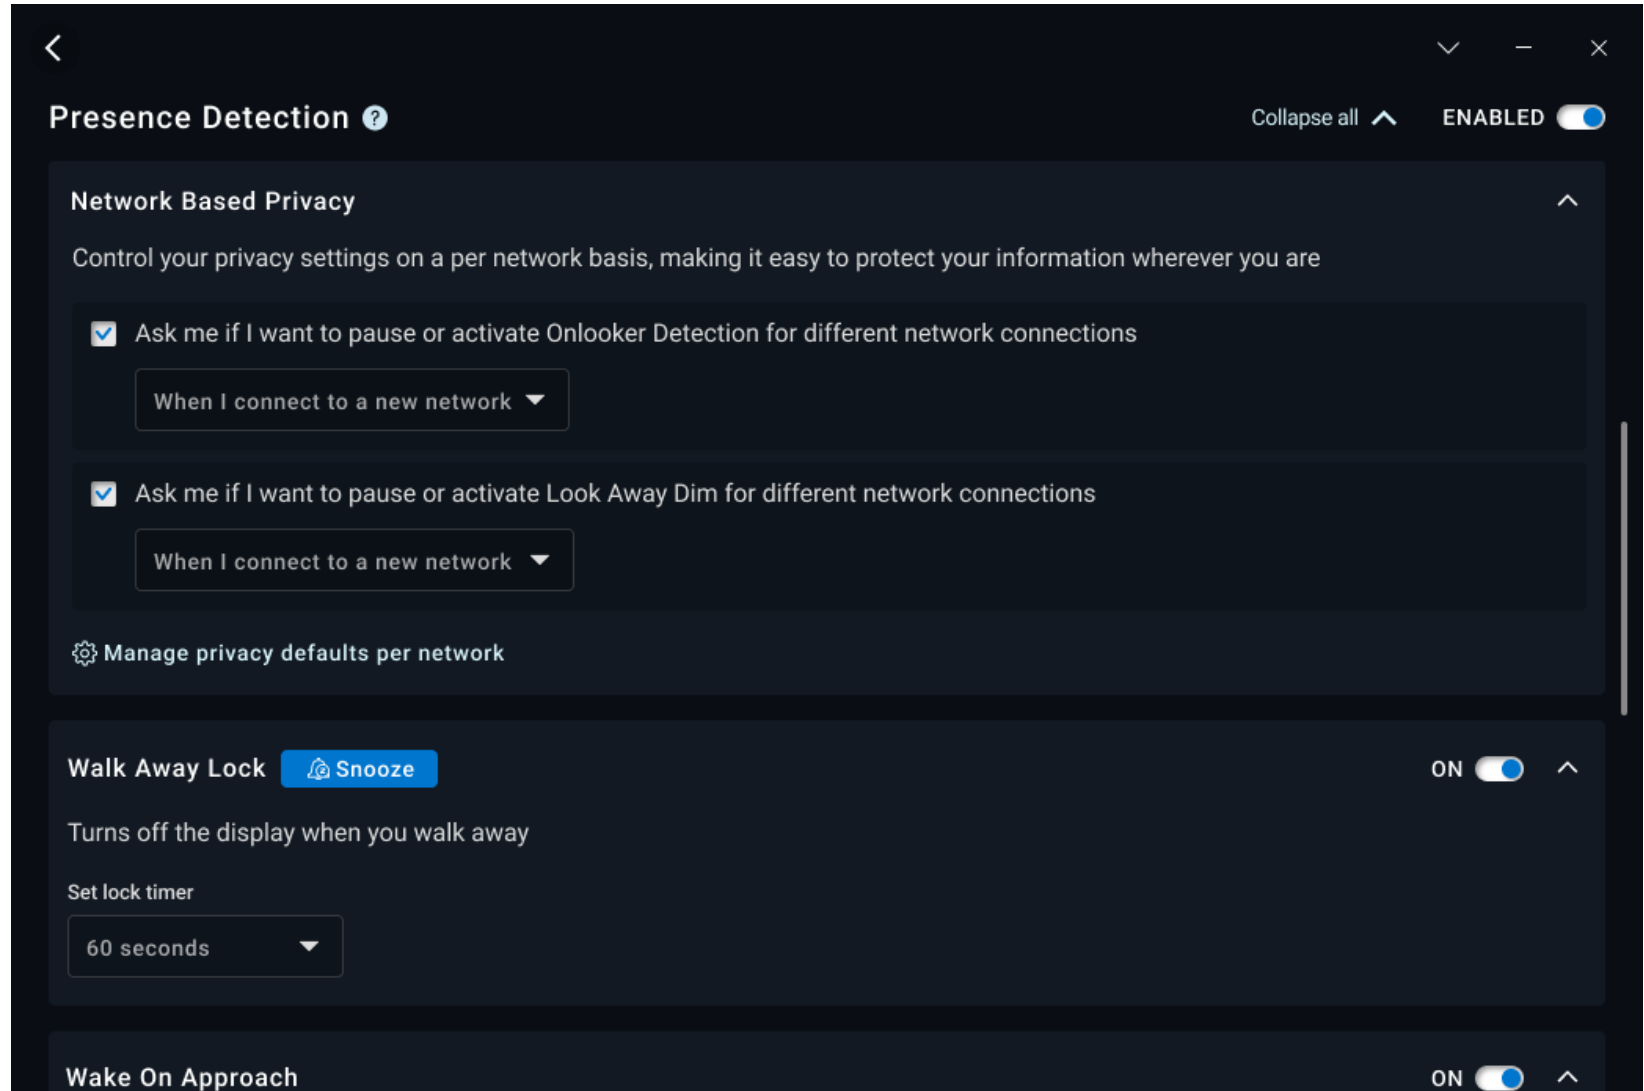 Presence Detection ?
Collapse all
ENABLED
Network Based Privacy
Control your privacy settings on a per network basis, making it easy to protect your information wherever you are
Ask me if I want to pause or activate Onlooker Detection for different network connections
When I connect to a new network
Ask me if I want to pause or activate Look Away Dim for different network connections
When I connect to a new network
Manage privacy defaults per network
Walk Away Lock
Snooze
ON
Turns off the display when you walk away
Set lock timer
60 seconds
Wake On Approach
ON